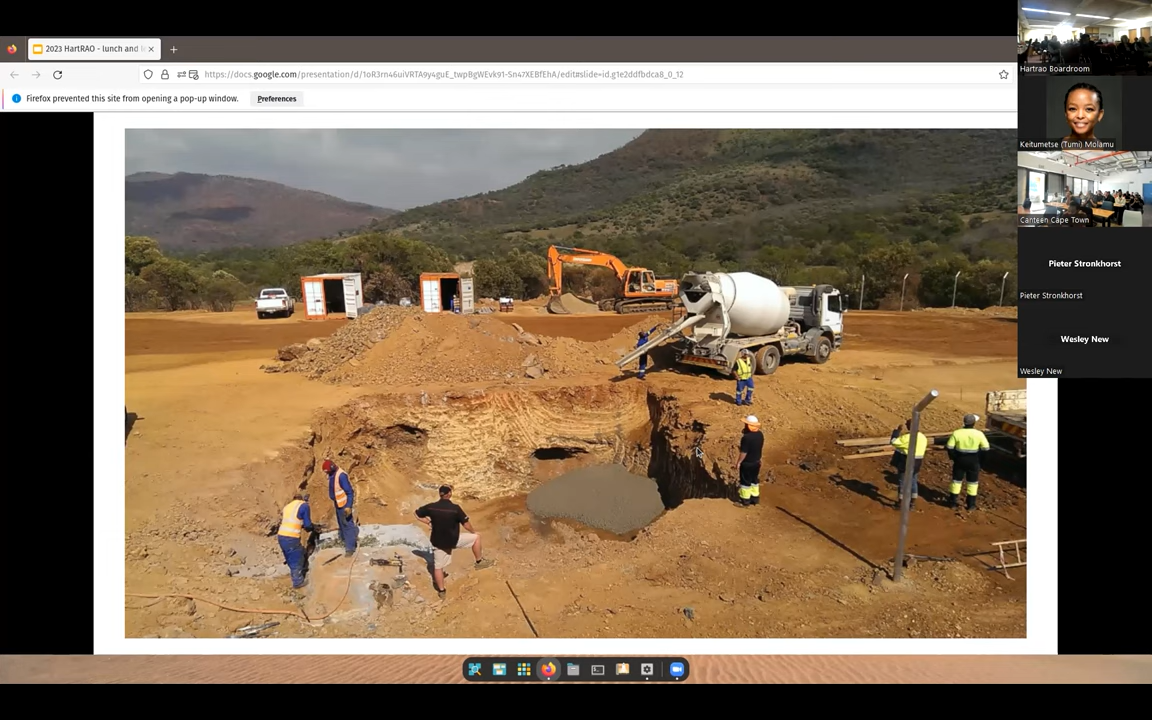 2023 HartRAO - lunch and
https://docs.google.com/presentation/d/1oR3rn46uiVRTA9y4guE_twpBgWEvk91-Sn47XEBfEhA/edit#slide=id.g1e2ddfbdca8_0_12
Firefox prevented this site from opening a pop-up window.
Preferences
Hartrao Boardroom
Keitumetse (Tumi) Molamu
Canteen Cape Town
Pieter Stronkhorst
Pieter Stronkhorst
Wesley New
Wesley New